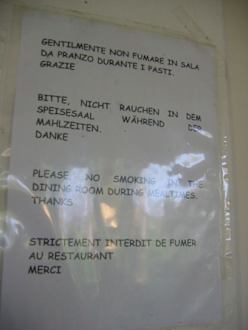 GENTILMENTE NON FUMARE IN SALA
DA PRANZO DURANTE I PASTI.
GRAZIE
BITTE, NICHT RAUCHEN IN DEM
SPEISESAAL WÄHREND DER
MAHLZEITEN.
DANKE
PLEASE, NO SMOKING IN THE
DINING ROOM DURING MEALTIMES.
THANKS
STRICTEMENT INTERDIT DE FUMER
AU RESTAURANT
MERCI